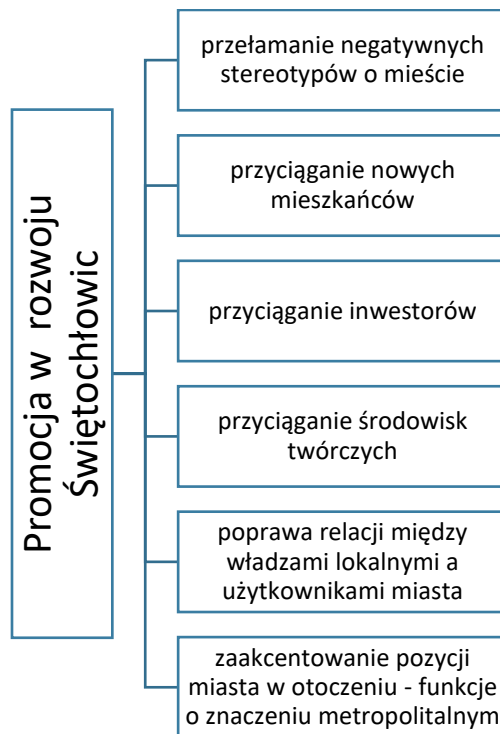 Promocja w rozwoju
Świętochłowic
przełamanie negatywnych
stereotypów o mieście
przyciąganie nowych
mieszkańców
przyciąganie inwestorów
przyciąganie środowisk
twórczych
poprawa relacji między
władzami lokalnymi a
użytkownikami miasta
zaakcentowanie pozycji
miasta w otoczeniu - funkcje
o znaczeniu metropolitalnym